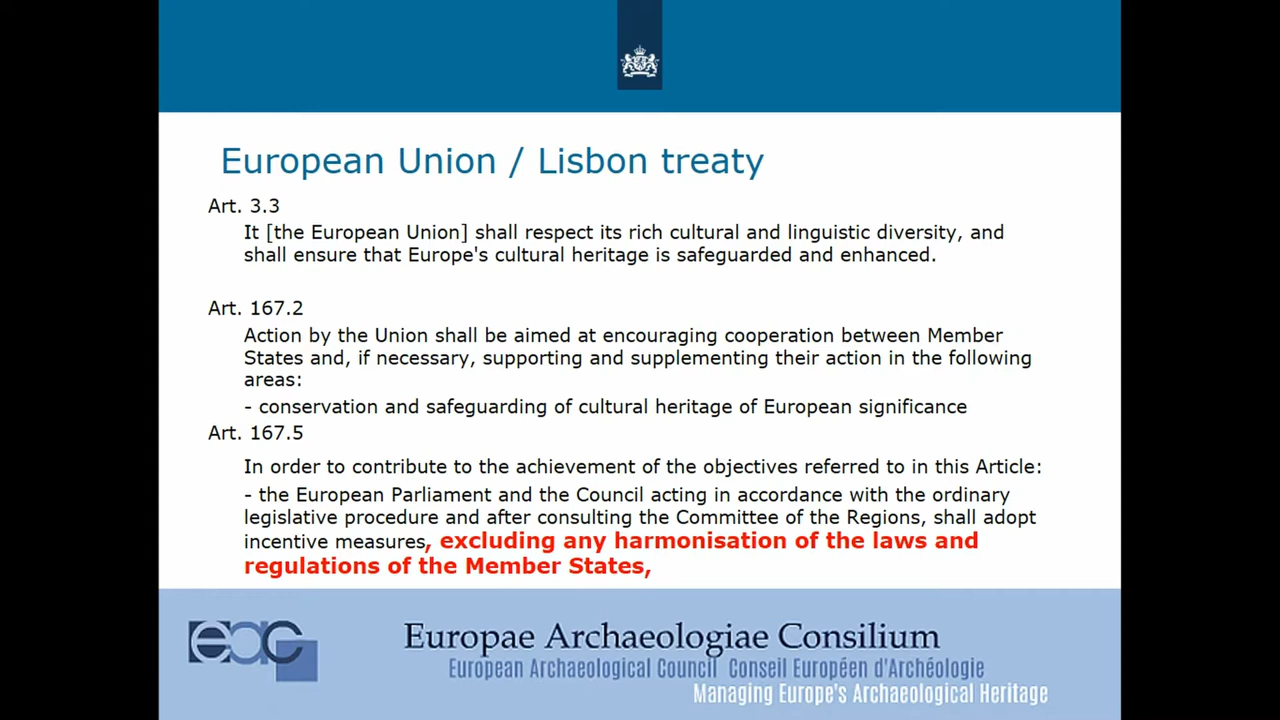 European Union / Lisbon treaty
Art. 3.3
It [the European Union] shall respect its rich cultural and linguistic diversity, and
shall ensure that Europe's cultural heritage is safeguarded and enhanced.
Art. 167.2
Action by the Union shall be aimed at encouraging cooperation between Member
States and, if necessary, supporting and supplementing their action in the following
areas:
- conservation and safeguarding of cultural heritage of European significance
Art. 167.5
In order to contribute to the achievement of the objectives referred to in this Article:
- the European Parliament and the Council acting in accordance with the ordinary
legislative procedure and after consulting the Committee of the Regions, shall adopt
incentive measures, excluding any harmonisation of the laws and
regulations of the Member States,
eac
Europae Archaeologiae Consilium
European Archaeological Council Conseil Européen d'Archéologie
Managing Europe's Archaeological Heritage